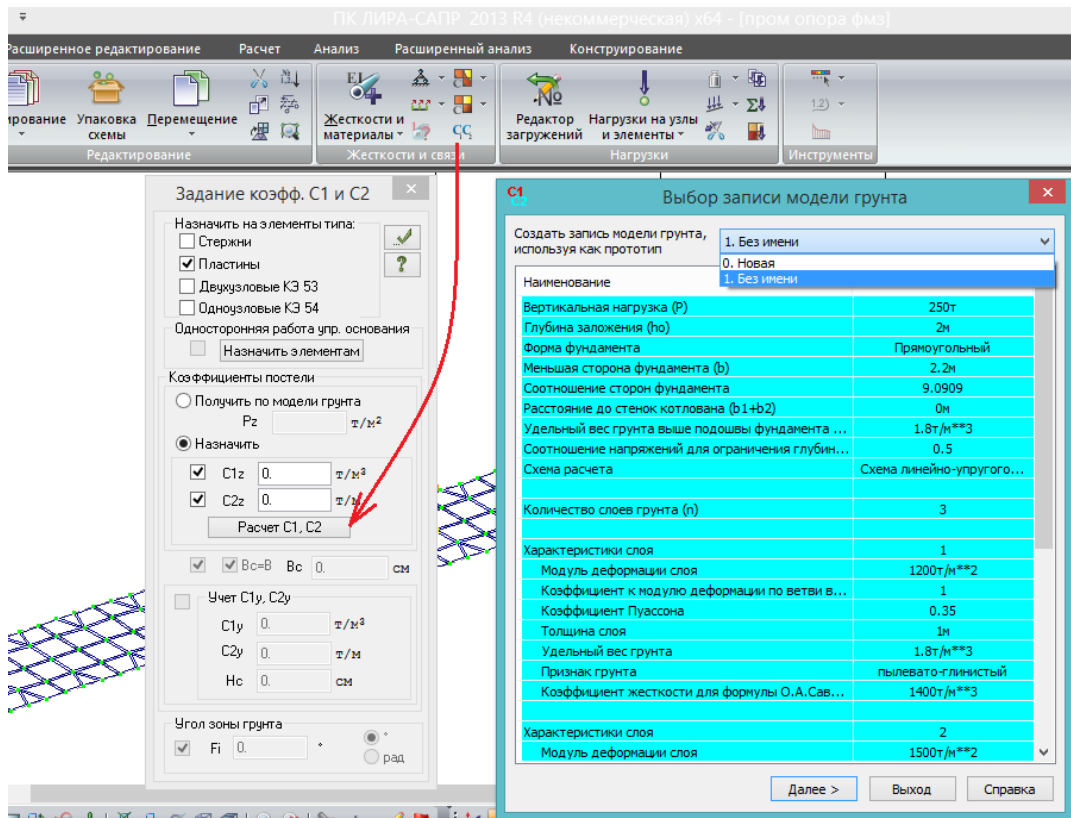 ПК ЛИРА-САПР 2013 R4 (некоммерческая) x64 - [пром опора фмз]
Расширенное редактирование Расчет Анализ Расширенный анализ Конструирование
Упаковка схемы
Перемещение
Жесткости и материалы
Редактор загружений
Нагрузки на узлы и элементы
Редактирование Жесткости и связи Нагрузки Инструменты
Задание коэфф. С1 и С2
Назначить на элементы типа:
Стержни
Пластины
Двухузловые КЭ 53
Одноузловые КЭ 54
Односторонняя работа упр. основания
Назначить элементам
Коэффициенты постели
Получить по модели грунта
Pz т/м²
Назначить
C1z 0. т/м³
C2z 0. т/м
Расчет C1, C2
Bc=B Bc 0. см
Учет C1y, C2y
C1y 0. т/м³
C2y 0. т/м
Hc 0. см
Угол зоны грунта
Fi 0. °
°
рад
C1
C2
Выбор записи модели грунта
Создать запись модели грунта, используя как прототип
1. Без имени
0. Новая
1. Без имени
Наименование
Вертикальная нагрузка (P) 250т
Глубина заложения (ho) 2м
Форма фундамента Прямоугольный
Меньшая сторона фундамента (b) 2.2м
Соотношение сторон фундамента 9.0909
Расстояние до стенок котлована (b1+b2) 0м
Удельный вес грунта выше подошвы фундамента ... 1.8т/м**3
Соотношение напряжений для ограничения глубин... 0.5
Схема расчета Схема линейно-упругого...
Количество слоев грунта (n) 3
Характеристики слоя 1
Модуль деформации слоя 1200т/м**2
Коэффициент к модулю деформации по ветви в... 1
Коэффициент Пуассона 0.35
Толщина слоя 1м
Удельный вес грунта 1.8т/м**3
Признак грунта пылевато-глинистый
Коэффициент жесткости для формулы О.А.Сав... 1400т/м**3
Характеристики слоя 2
Модуль деформации слоя 1500т/м**2
Далее > Выход Справка